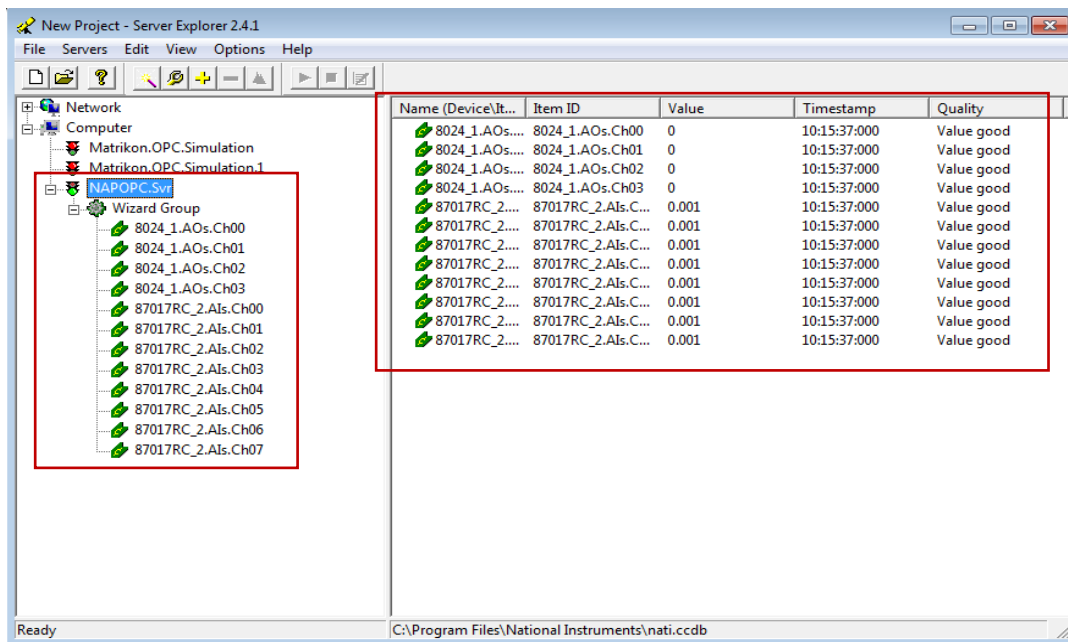 New Project - Server Explorer 2.4.1
File Servers Edit View Options Help
Network
Computer
Matrikon.OPC.Simulation
Matrikon.OPC.Simulation.1
NAPOPC.Svr
Wizard Group
8024_1.AOs.Ch00
8024_1.AOs.Ch01
8024_1.AOs.Ch02
8024_1.AOs.Ch03
87017RC_2.AIs.Ch00
87017RC_2.AIs.Ch01
87017RC_2.AIs.Ch02
87017RC_2.AIs.Ch03
87017RC_2.AIs.Ch04
87017RC_2.AIs.Ch05
87017RC_2.AIs.Ch06
87017RC_2.AIs.Ch07
Name (Device\It... Item ID Value Timestamp Quality
8024_1.AOs.... 8024_1.AOs.Ch00 0 10:15:37:000 Value good
8024_1.AOs.... 8024_1.AOs.Ch01 0 10:15:37:000 Value good
8024_1.AOs.... 8024_1.AOs.Ch02 0 10:15:37:000 Value good
8024_1.AOs.... 8024_1.AOs.Ch03 0 10:15:37:000 Value good
87017RC_2.... 87017RC_2.AIs.C... 0.001 10:15:37:000 Value good
87017RC_2.... 87017RC_2.AIs.C... 0.001 10:15:37:000 Value good
87017RC_2.... 87017RC_2.AIs.C... 0.001 10:15:37:000 Value good
87017RC_2.... 87017RC_2.AIs.C... 0.001 10:15:37:000 Value good
87017RC_2.... 87017RC_2.AIs.C... 0.001 10:15:37:000 Value good
87017RC_2.... 87017RC_2.AIs.C... 0.001 10:15:37:000 Value good
87017RC_2.... 87017RC_2.AIs.C... 0.001 10:15:37:000 Value good
87017RC_2.... 87017RC_2.AIs.C... 0.001 10:15:37:000 Value good
Ready
C:\Program Files\National Instruments\nati.ccdb